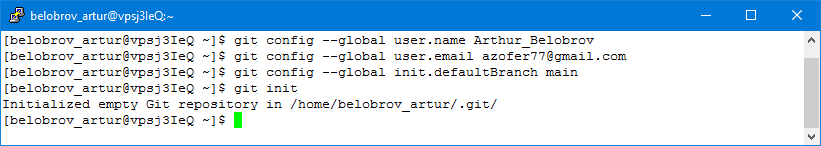 belobrov_artur@vpsj3IeQ:~
[belobrov_artur@vpsj3IeQ ~]$ git config --global user.name Arthur_Belobrov
[belobrov_artur@vpsj3IeQ ~]$ git config --global user.email azofer77@gmail.com
[belobrov_artur@vpsj3IeQ ~]$ git config --global init.defaultBranch main
[belobrov_artur@vpsj3IeQ ~]$ git init
Initialized empty Git repository in /home/belobrov_artur/.git/
[belobrov_artur@vpsj3IeQ ~]$